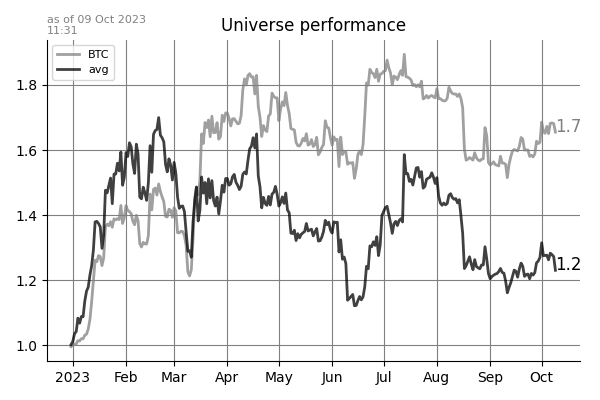 as of 09 Oct 2023
11:31
Universe performance
BTC
avg
1.8
1.7
1.6
1.4
1.2
1.2
1.0
2023 Feb Mar Apr May Jun Jul Aug Sep Oct